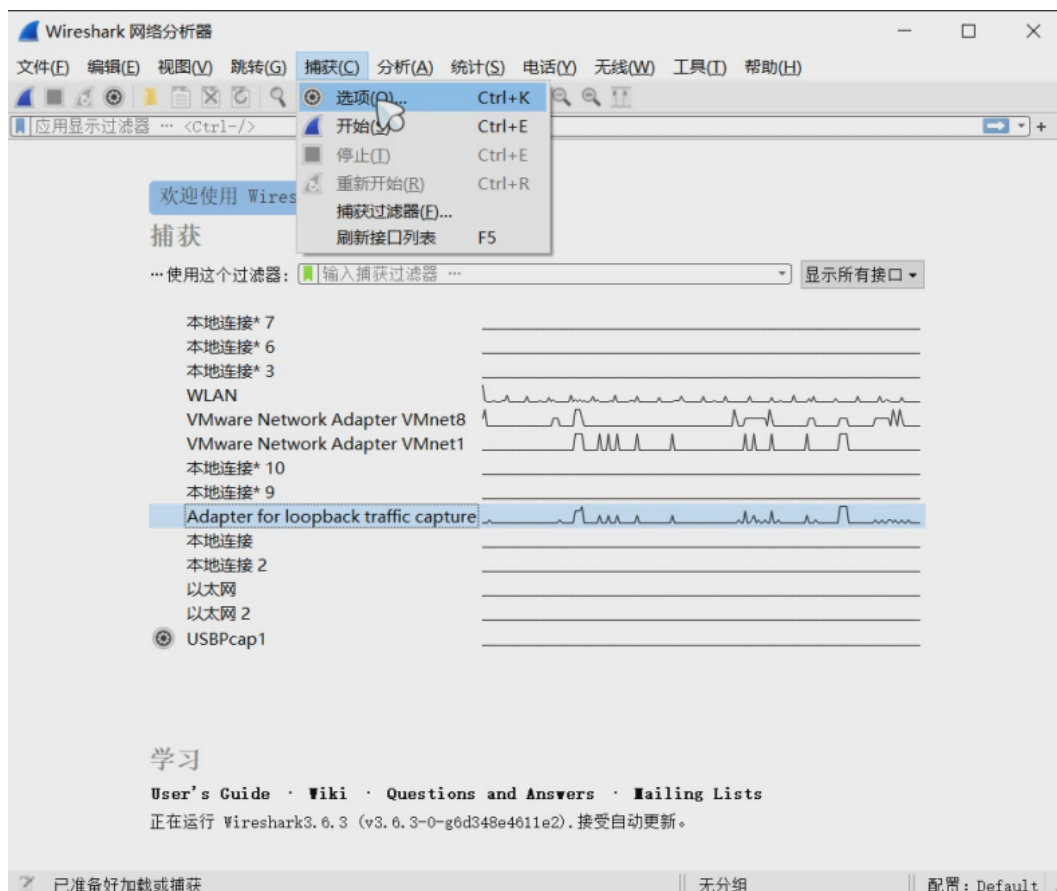 Wireshark 网络分析器
文件(F) 编辑(E) 视图(V) 跳转(G) 捕获(C) 分析(A) 统计(S) 电话(Y) 无线(W) 工具(T) 帮助(H)
选项(O)... Ctrl+K
应用显示过滤器 … <Ctrl-/> +
开始(S) Ctrl+E
停止(T) Ctrl+E
重新开始(R) Ctrl+R
捕获过滤器(F)...
刷新接口列表 F5
欢迎使用 Wires
捕获
…使用这个过滤器: 输入捕获过滤器 … 显示所有接口
本地连接* 7
本地连接* 6
本地连接* 3
WLAN
VMware Network Adapter VMnet8
VMware Network Adapter VMnet1
本地连接* 10
本地连接* 9
Adapter for loopback traffic capture
本地连接
本地连接 2
以太网
以太网 2
USBPcap1
学习
User's Guide · Wiki · Questions and Answers · Mailing Lists
正在运行 Wireshark3.6.3 (v3.6.3-0-g6d348e4611e2).接受自动更新。
已准备好加载或捕获 无分组 配置: Default